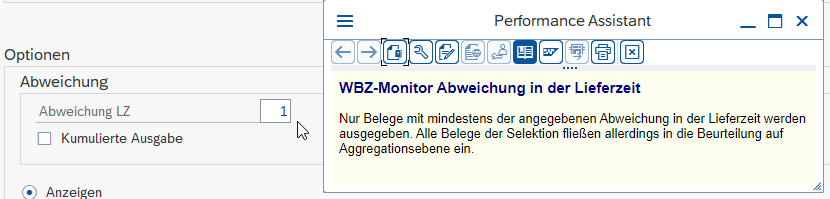 Performance Assistant
Optionen
Abweichung
Abweichung LZ 1
Kumulierte Ausgabe
Anzeigen
WBZ-Monitor Abweichung in der Lieferzeit
Nur Belege mit mindestens der angegebenen Abweichung in der Lieferzeit werden
ausgegeben. Alle Belege der Selektion fließen allerdings in die Beurteilung auf
Aggregationsebene ein.